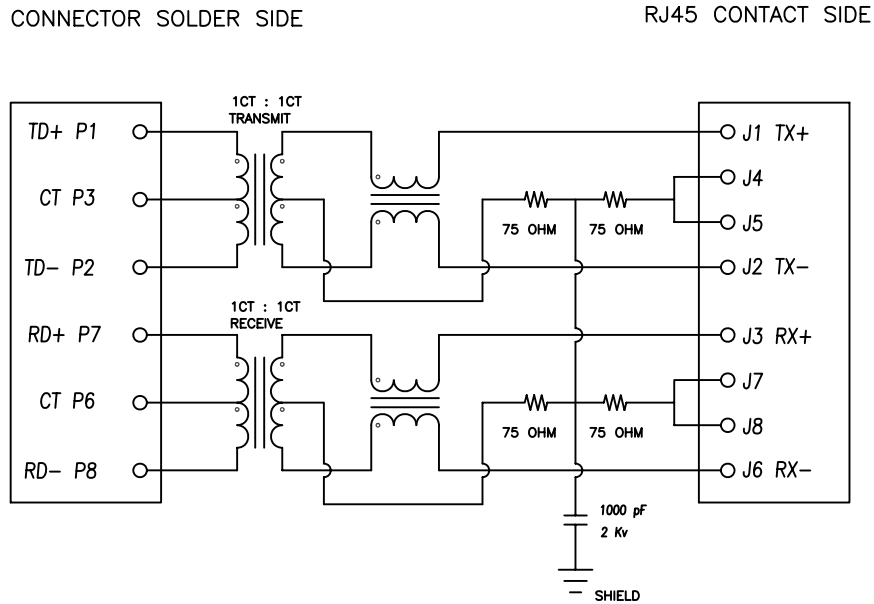 CONNECTOR SOLDER SIDE
RJ45 CONTACT SIDE
1CT : 1CT
TRANSMIT
TD+ P1
J1 TX+
CT P3
J4
75 OHM
75 OHM
J5
TD- P2
J2 TX-
1CT : 1CT
RECEIVE
RD+ P7
J3 RX+
CT P6
J7
75 OHM
75 OHM
J8
RD- P8
J6 RX-
1000 pF
2 Kv
SHIELD